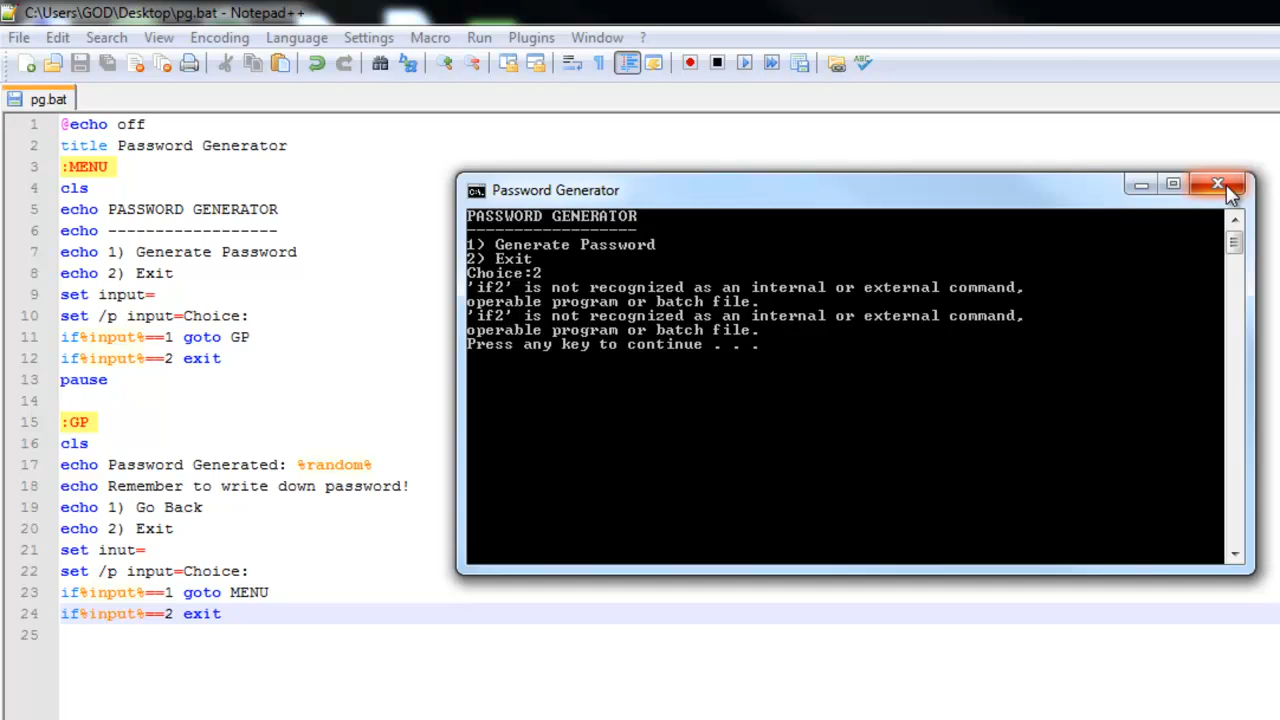 C:\Users\GOD\Desktop\pg.bat - Notepad++
File Edit Search View Encoding Language Settings Macro Run Plugins Window ?
ABC
pg.bat
1 @echo off
2 title Password Generator
3 :MENU
4 cls
5 echo PASSWORD GENERATOR
6 echo ------------------
7 echo 1) Generate Password
8 echo 2) Exit
9 set input=
10 set /p input=Choice:
11 if%input%==1 goto GP
12 if%input%==2 exit
13 pause
14
15 :GP
16 cls
17 echo Password Generated: %random%
18 echo Remember to write down password!
19 echo 1) Go Back
20 echo 2) Exit
21 set inut=
22 set /p input=Choice:
23 if%input%==1 goto MENU
24 if%input%==2 exit
25
C:\. Password Generator
PASSWORD GENERATOR
------------------
1) Generate Password
2) Exit
Choice:2
'if2' is not recognized as an internal or external command,
operable program or batch file.
'if2' is not recognized as an internal or external command,
operable program or batch file.
Press any key to continue . . .